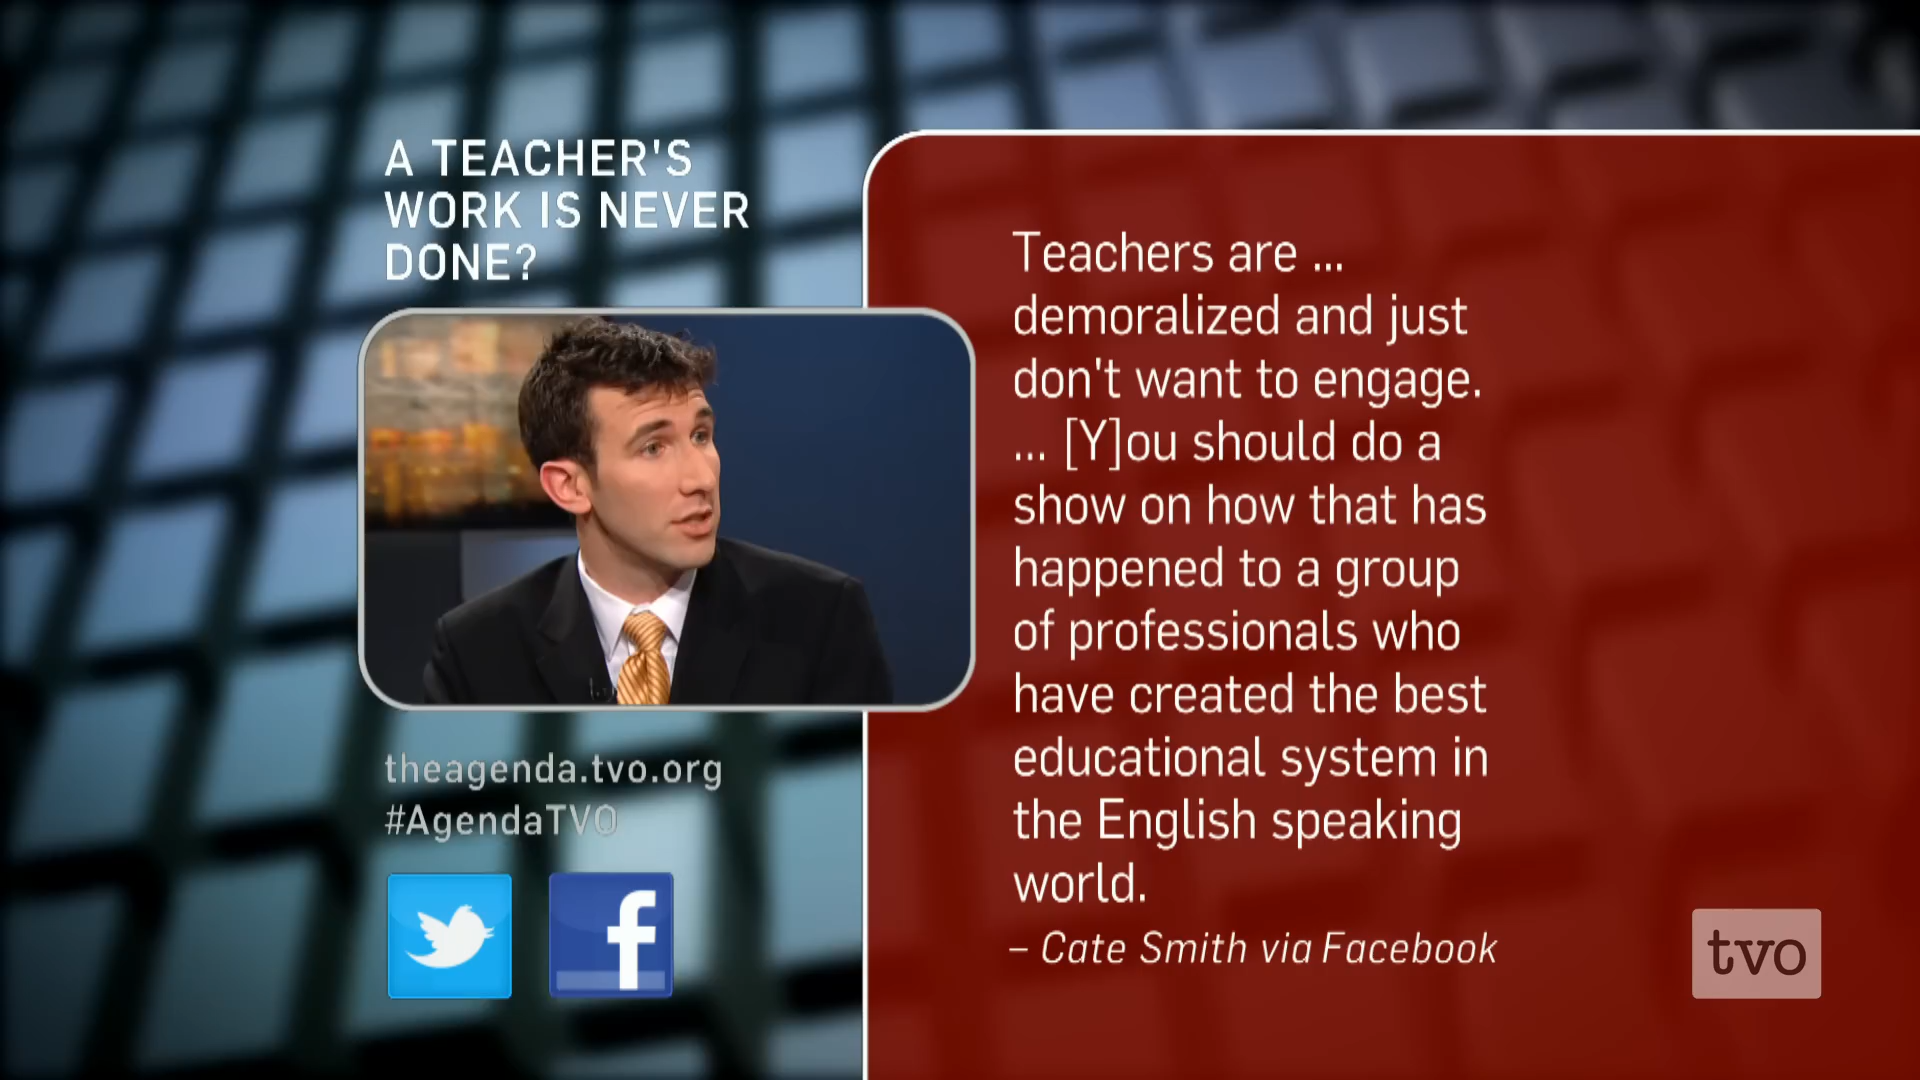 A TEACHER'S
WORK IS NEVER
DONE?
theagenda.tvo.org
#AgendaTVO
f
Teachers are ...
demoralized and just
don't want to engage.
... [Y]ou should do a
show on how that has
happened to a group
of professionals who
have created the best
educational system in
the English speaking
world.
– Cate Smith via Facebook
tvo